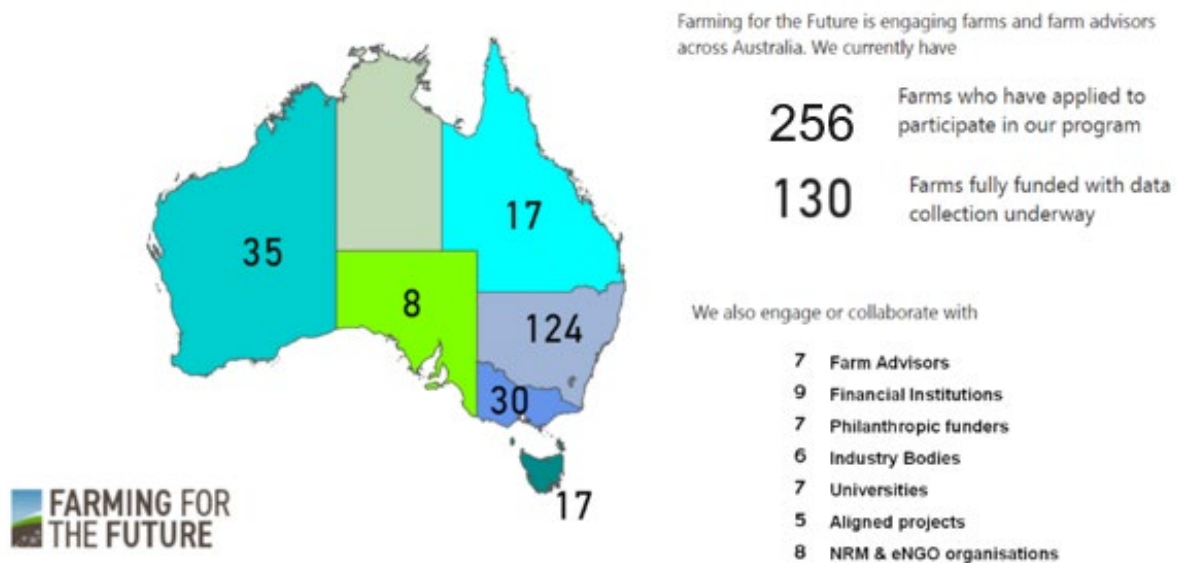 Farming for the Future is engaging farms and farm advisors
across Australia. We currently have
256
Farms who have applied to
participate in our program
130
Farms fully funded with data
collection underway
35
17
8
124
30
17
We also engage or collaborate with
7 Farm Advisors
9 Financial Institutions
7 Philanthropic funders
6 Industry Bodies
7 Universities
5 Aligned projects
8 NRM & eNGO organisations
FARMING FOR
THE FUTURE